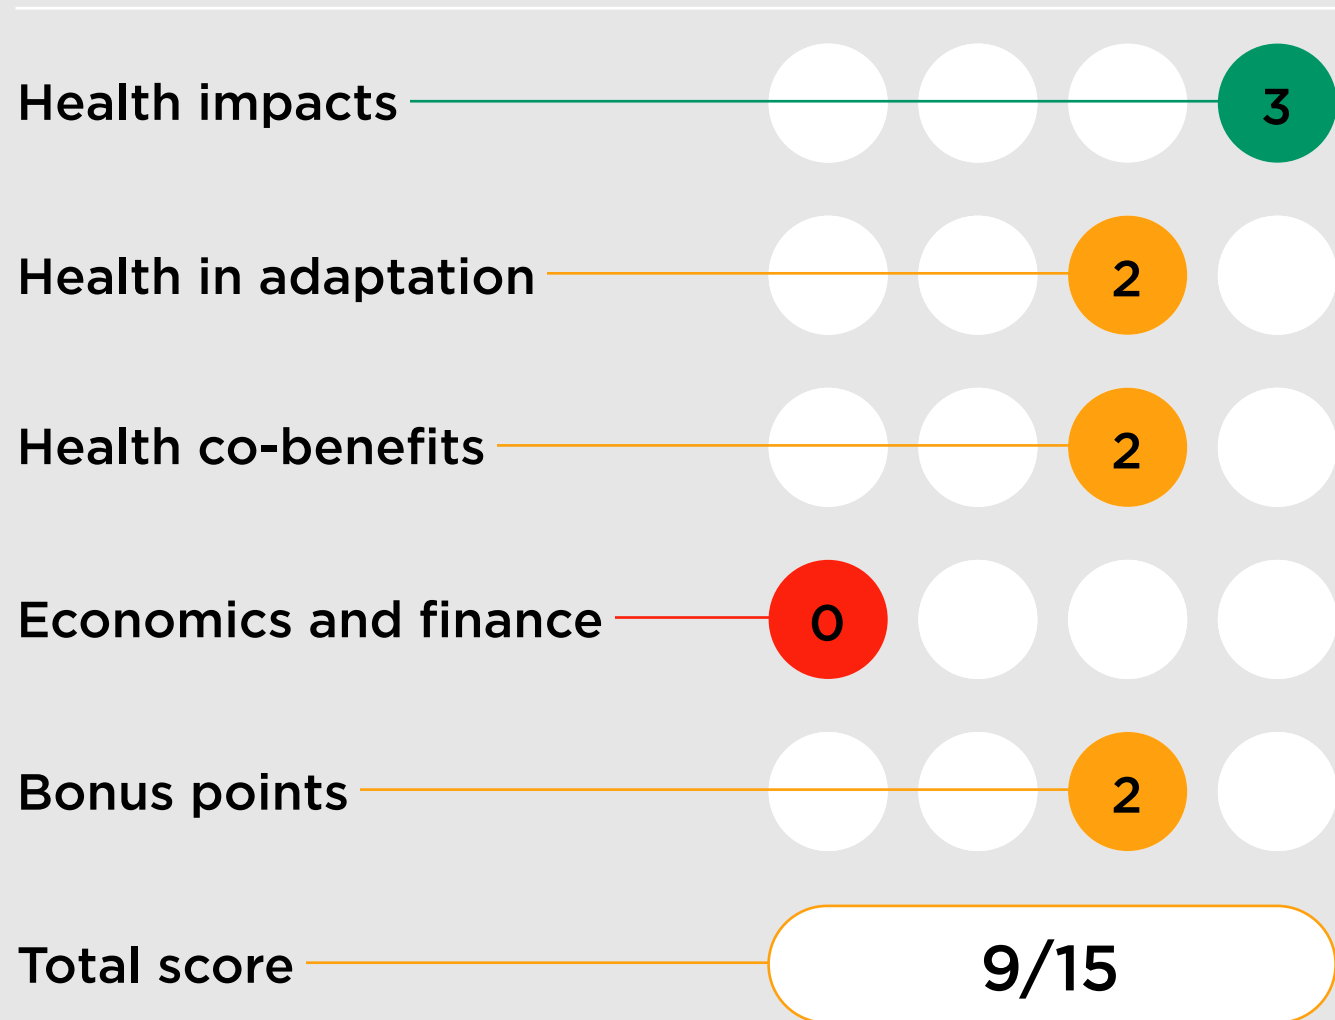 Health impacts 3
Health in adaptation 2
Health co-benefits 2
Economics and finance 0
Bonus points 2
Total score 9/15